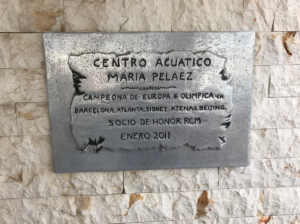 CENTRO ACUATICO
MARIA PELAEZ
CAMPEONA DE EUROPA & OLIMPICA EN
BARCELONA, ATLANTA, SIDNEY, ATENAS, BEIJING,
SOCIO DE HONOR RCM
ENERO 2011